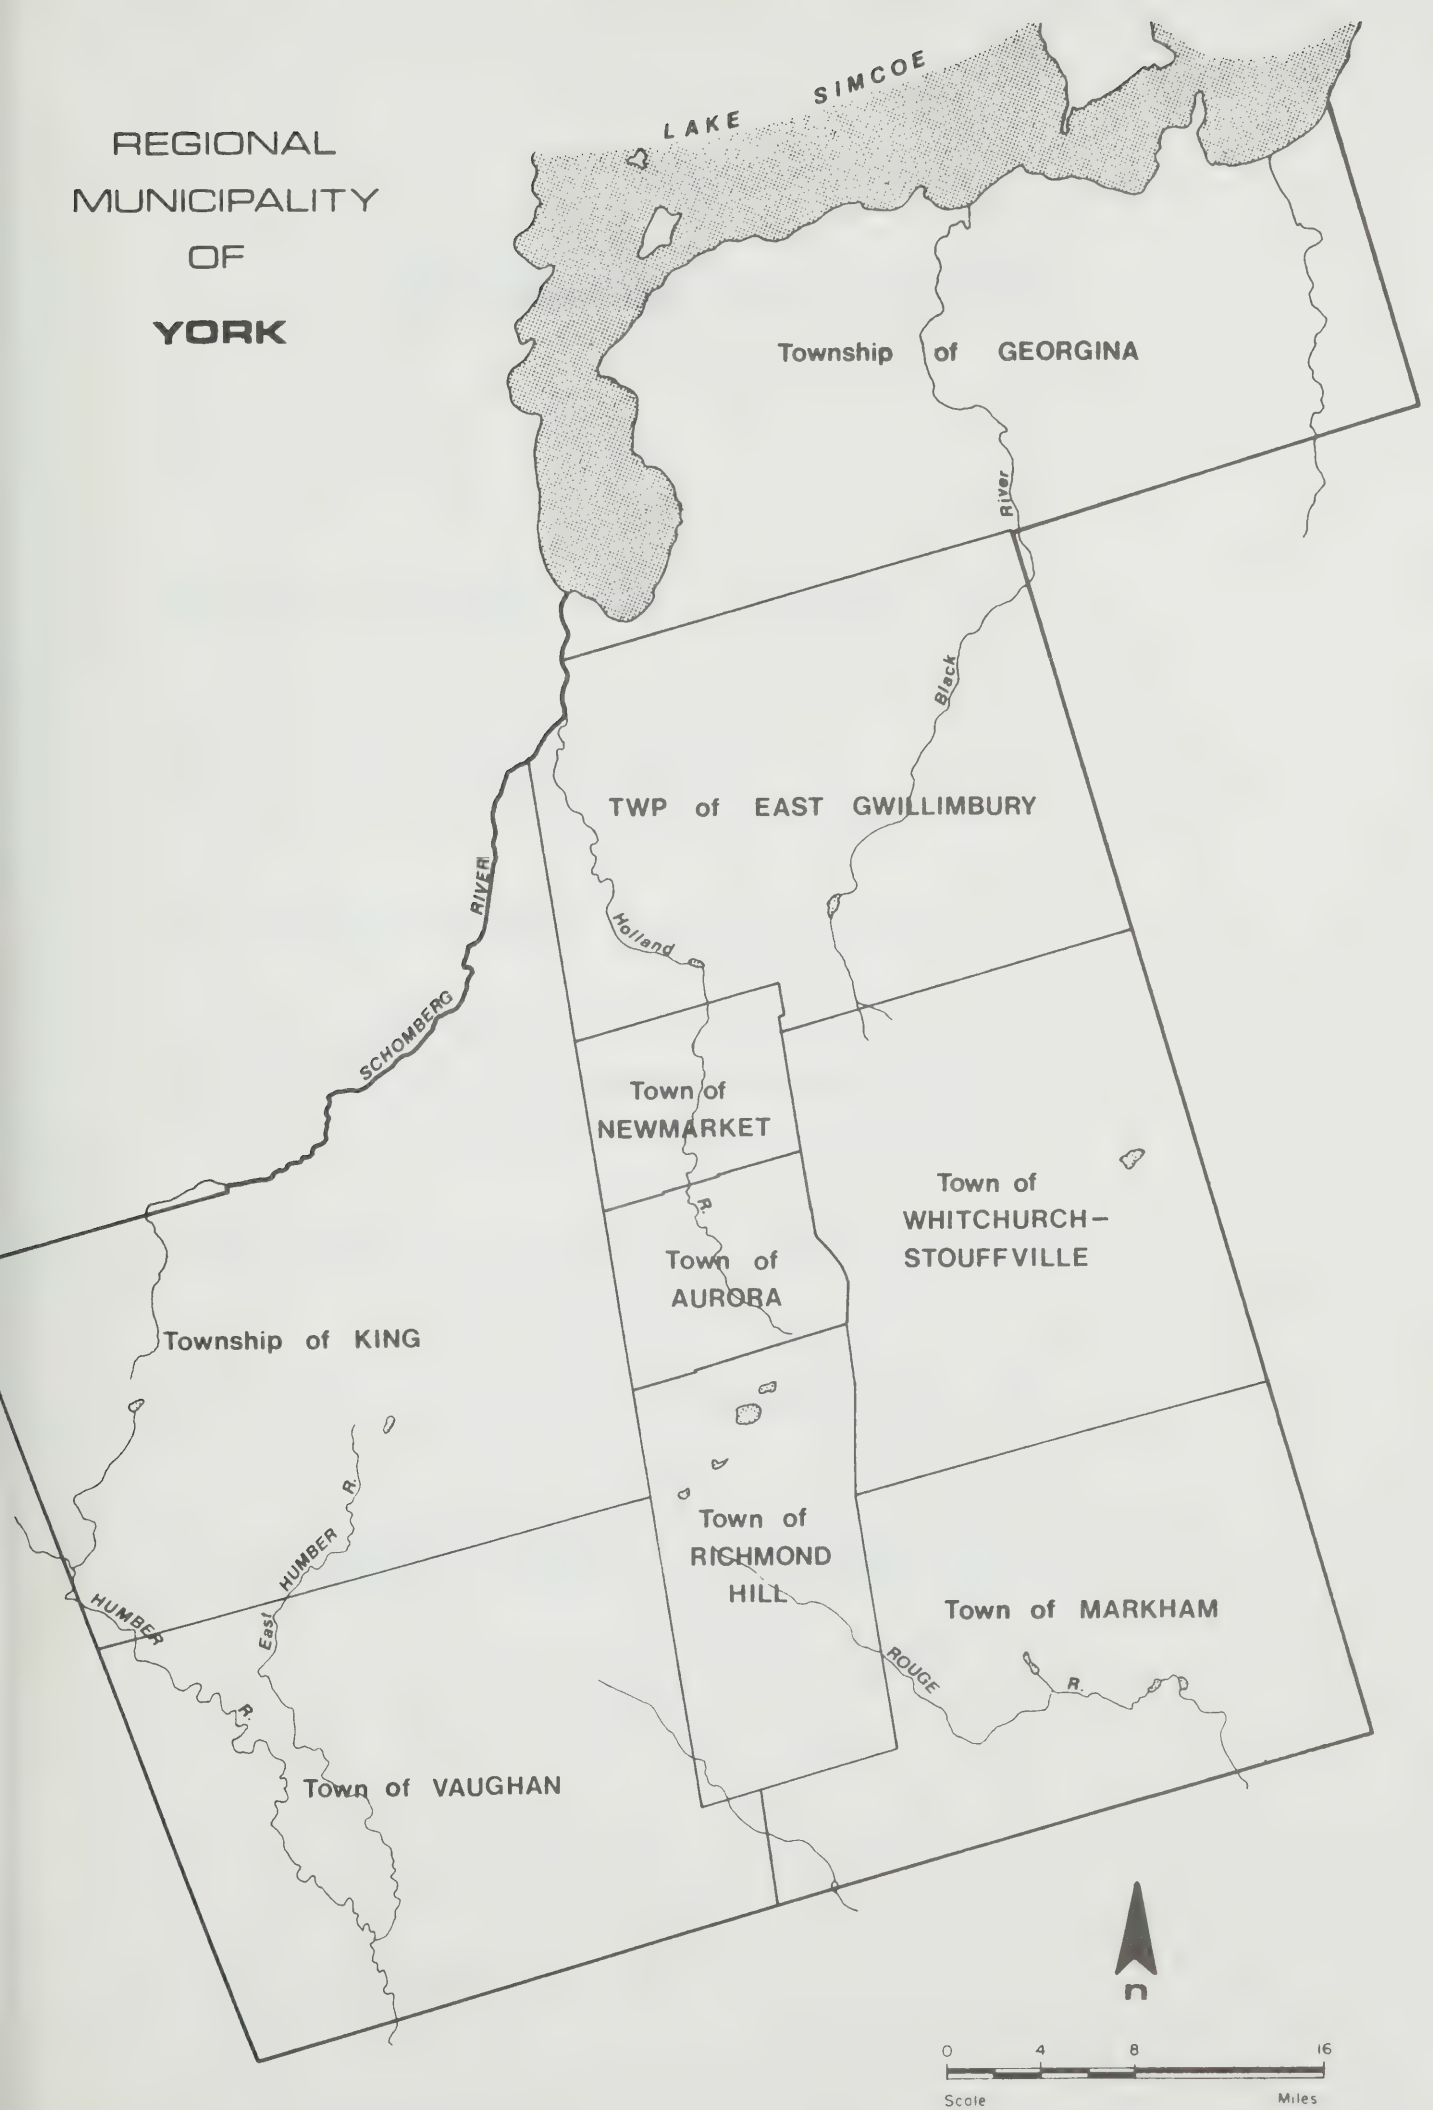 REGIONAL
MUNICIPALITY
OF
YORK
LAKE SIMCOE
Township of GEORGINA
River
Black
TWP of EAST GWILLIMBURY
RIVER
Holland
SCHOMBERG
Town of
NEWMARKET
R.
Town of
WHITCHURCH-
STOUFFVILLE
Town of
AURORA
Township of KING
R.
HUMBER
East
Town of
RICHMOND
HILL
HUMBER
R.
Town of MARKHAM
ROUGE
R.
Town of VAUGHAN
n
0 4 8 16
Scale Miles